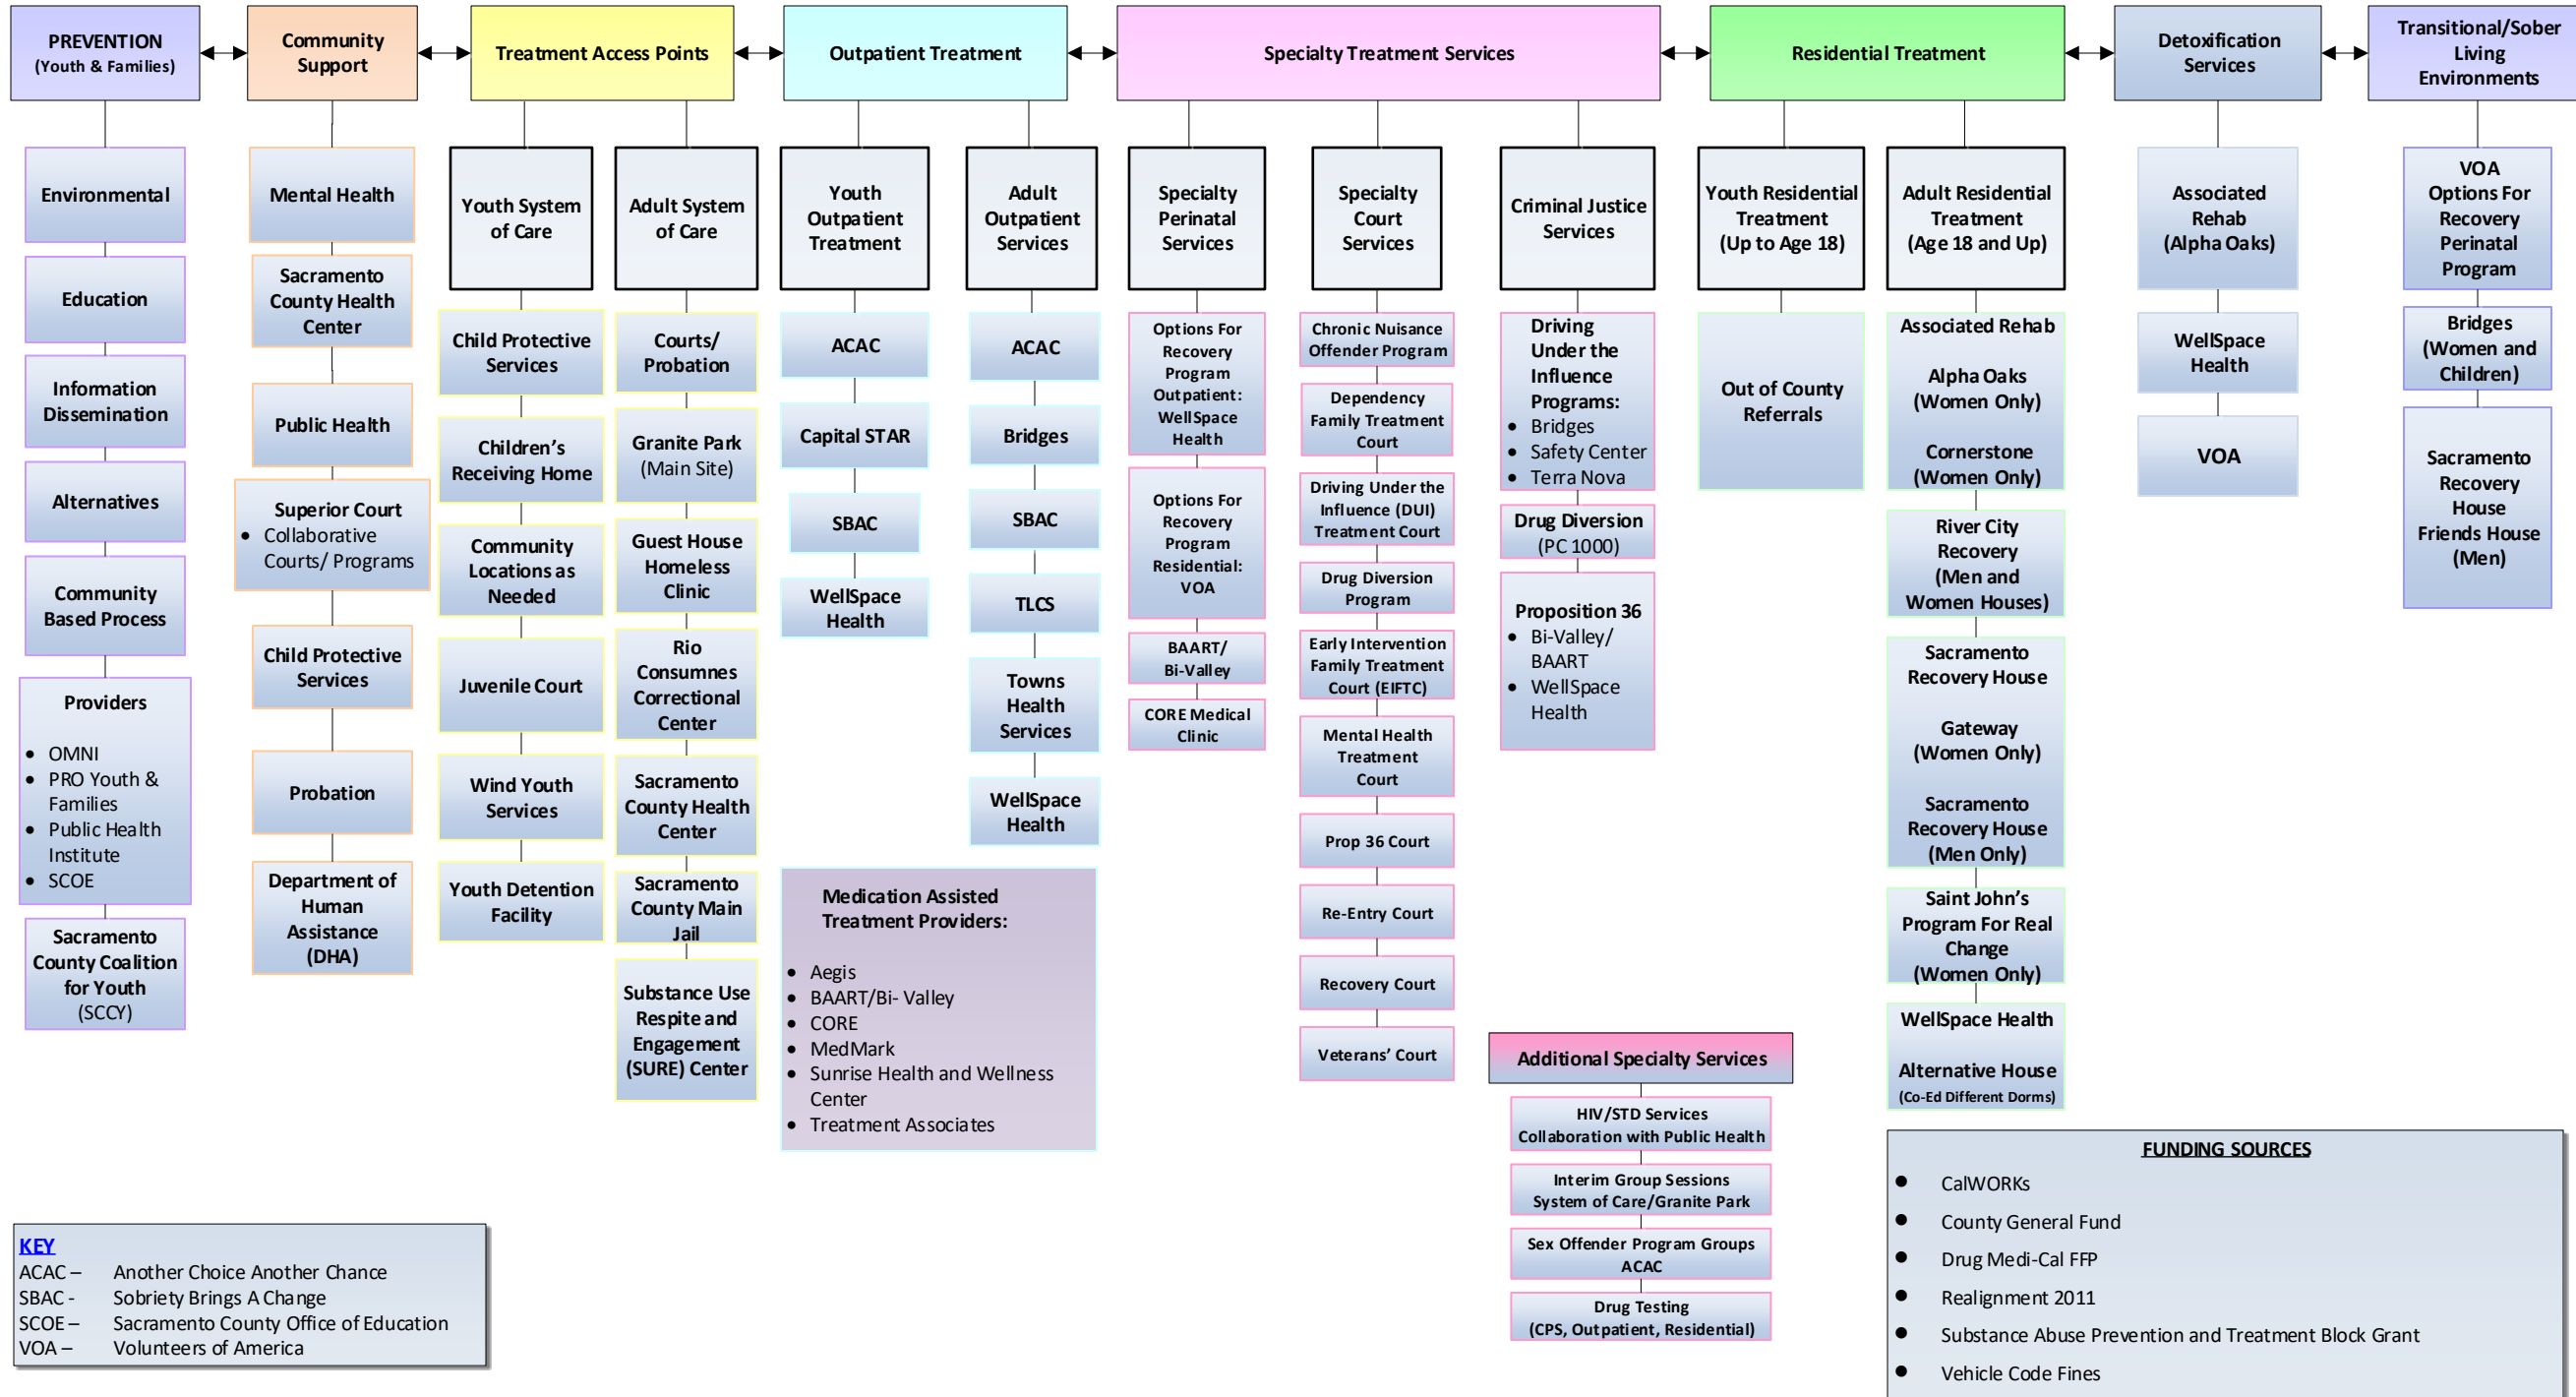 PREVENTION
(Youth & Families)
Community
Support
Treatment Access Points
Outpatient Treatment
Specialty Treatment Services
Residential Treatment
Detoxification
Services
Transitional/Sober
Living
Environments
Environmental
Education
Information
Dissemination
Alternatives
Community
Based Process
Providers
• OMNI
• PRO Youth &
Families
• Public Health
Institute
• SCOE
Sacramento
County Coalition
for Youth
(SCCY)
Mental Health
Sacramento
County Health
Center
Public Health
Superior Court
• Collaborative
Courts/ Programs
Child Protective
Services
Probation
Department of
Human
Assistance
(DHA)
Youth System
of Care
Child Protective
Services
Children's
Receiving Home
Community
Locations as
Needed
Juvenile Court
Wind Youth
Services
Youth Detention
Facility
Adult System
of Care
Courts/
Probation
Granite Park
(Main Site)
Guest House
Homeless
Clinic
Rio
Consumnes
Correctional
Center
Sacramento
County Health
Center
Sacramento
County Main
Jail
Substance Use
Respite and
Engagement
(SURE) Center
Youth
Outpatient
Treatment
ACAC
Capital STAR
SBAC
WellSpace
Health
Adult
Outpatient
Services
ACAC
Bridges
SBAC
TLCS
Towns
Health
Services
WellSpace
Health
Medication Assisted
Treatment Providers:
• Aegis
• BAART/Bi- Valley
• CORE
• MedMark
• Sunrise Health and Wellness
Center
• Treatment Associates
Specialty
Perinatal
Services
Options For
Recovery
Program
Outpatient:
WellSpace
Health
Options For
Recovery
Program
Residential:
VOA
BAART/
Bi-Valley
CORE Medical
Clinic
Specialty
Court
Services
Chronic Nuisance
Offender Program
Dependency
Family Treatment
Court
Driving Under the
Influence (DUI)
Treatment Court
Drug Diversion
Program
Early Intervention
Family Treatment
Court (EIFTC)
Mental Health
Treatment
Court
Prop 36 Court
Re-Entry Court
Recovery Court
Veterans' Court
Criminal Justice
Services
Driving
Under the
Influence
Programs:
• Bridges
• Safety Center
• Terra Nova
Drug Diversion
(PC 1000)
Proposition 36
• Bi-Valley/
BAART
• WellSpace
Health
Additional Specialty Services
HIV/STD Services
Collaboration with Public Health
Interim Group Sessions
System of Care/Granite Park
Sex Offender Program Groups
ACAC
Drug Testing
(CPS, Outpatient, Residential)
Youth Residential
Treatment
(Up to Age 18)
Out of County
Referrals
Adult Residential
Treatment
(Age 18 and Up)
Associated Rehab
Alpha Oaks
(Women Only)
Cornerstone
(Women Only)
River City
Recovery
(Men and
Women Houses)
Sacramento
Recovery House
Gateway
(Women Only)
Sacramento
Recovery House
(Men Only)
Saint John's
Program For Real
Change
(Women Only)
WellSpace Health
Alternative House
(Co-Ed Different Dorms)
Associated
Rehab
(Alpha Oaks)
WellSpace
Health
VOA
VOA
Options For
Recovery
Perinatal
Program
Bridges
(Women and
Children)
Sacramento
Recovery
House
Friends House
(Men)
KEY
ACAC – Another Choice Another Chance
SBAC - Sobriety Brings A Change
SCOE – Sacramento County Office of Education
VOA – Volunteers of America
FUNDING SOURCES
• CalWORKs
• County General Fund
• Drug Medi-Cal FFP
• Realignment 2011
• Substance Abuse Prevention and Treatment Block Grant
• Vehicle Code Fines